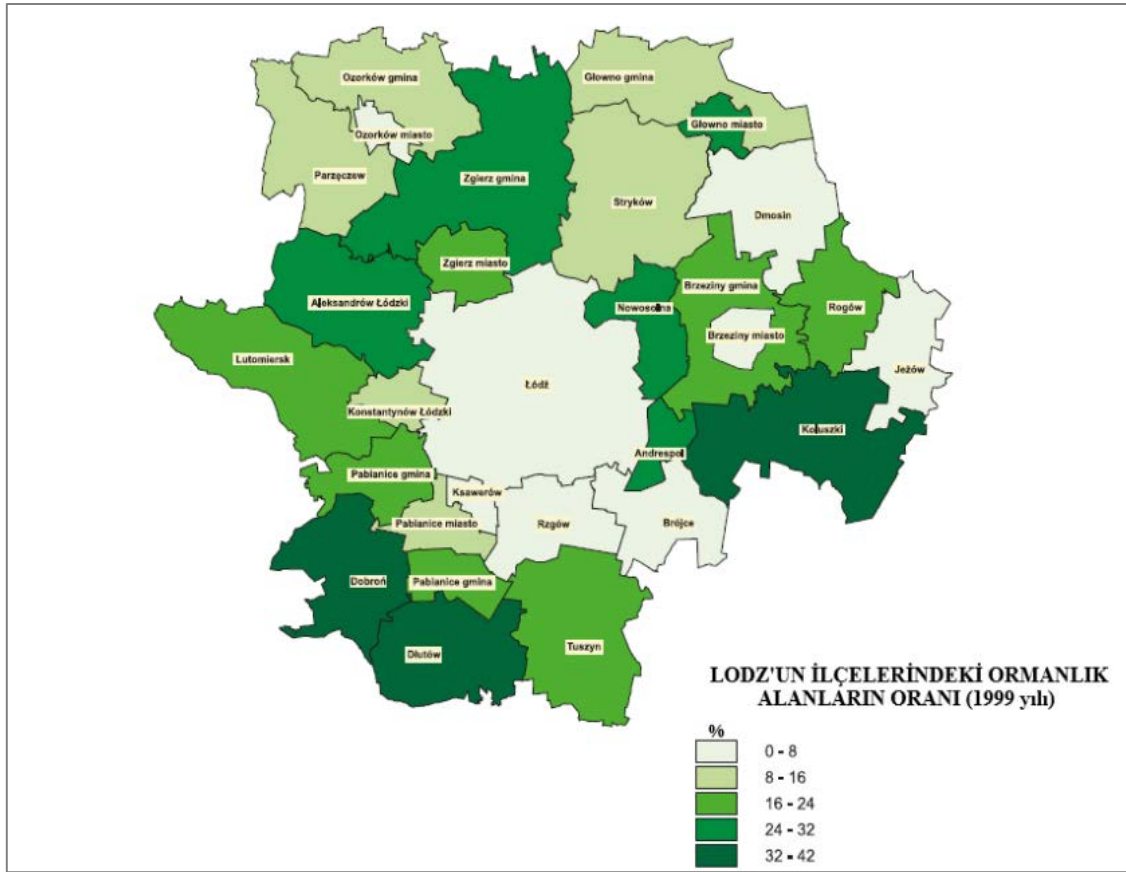 Ozorków gmina
Głowno gmina
Głowno miasto
Ozorków miasto
Parzęczew
Zgierz gmina
Stryków
Dmosin
Zgierz miasto
Brzeziny gmina
Aleksandrów Łódzki
Nowosolna
Rogów
Brzeziny miasto
Lutomiersk
Jeżów
Łódź
Konstantynów Łódzki
Koluszki
Andrespol
Pabianice gmina
Ksawerów
Pabianice miasto
Rzgów
Brójce
Dobroń
Pabianice gmina
Tuszyn
Dłutów
LODZ'UN İLÇELERİNDEKİ ORMANLIK
ALANLARIN ORANI (1999 yılı)
%
0 - 8
8 - 16
16 - 24
24 - 32
32 - 42